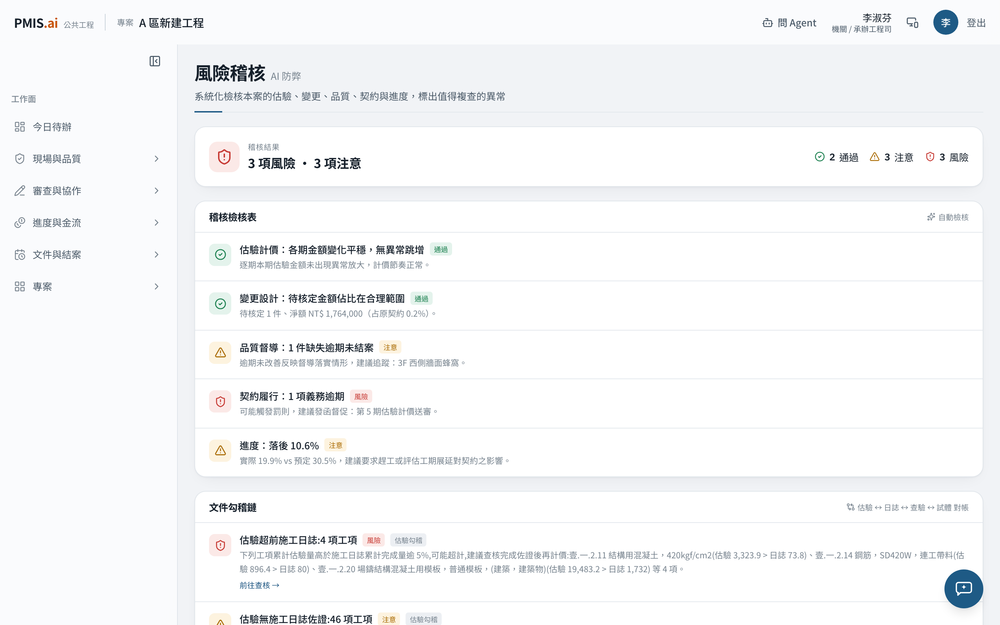 PMIS.ai 公共工程
專案 A 區新建工程
問 Agent
李淑芬
機關 / 承辦工程司
李
登出
工作面
今日待辦
現場與品質
審查與協作
進度與金流
文件與結案
專案
風險稽核 AI 防弊
系統化檢核本案的估驗、變更、品質、契約與進度，標出值得複查的異常
稽核結果
3 項風險 · 3 項注意
2 通過 3 注意 3 風險
稽核檢核表
自動檢核
估驗計價：各期金額變化平穩，無異常跳增 通過
逐期本期估驗金額未出現異常放大，計價節奏正常。
變更設計：待核定金額佔比在合理範圍 通過
待核定 1 件、淨額 NT$ 1,764,000（占原契約 0.2%）。
品質督導：1 件缺失逾期未結案 注意
逾期未改善反映督導落實情形，建議追蹤：3F 西側牆面蜂窩。
契約履行：1 項義務逾期 風險
可能觸發罰則，建議發函督促：第 5 期估驗計價送審。
進度：落後 10.6% 注意
實際 19.9% vs 預定 30.5%，建議要求趕工或評估工期展延對契約之影響。
文件勾稽鏈
估驗 ↔ 日誌 ↔ 查驗 ↔ 試體 對帳
估驗超前施工日誌:4 項工項 風險 估驗勾稽
下列工項累計估驗量高於施工日誌累計完成量逾 5%,可能超計,建議查核完成佐證後再計價:壹.一.2.11 結構用混凝土，420kgf/cm2(估驗 3,323.9 > 日誌 73.8)、壹.一.2.14 鋼筋，SD420W，連工帶料(估
驗 896.4 > 日誌 80)、壹.一.2.20 場鑄結構混凝土用模板，普通模板，(建築，建築物)(估驗 19,483.2 > 日誌 1,732) 等 4 項。
前往查核 →
估驗無施工日誌佐證:46 項工項 注意 估驗勾稽